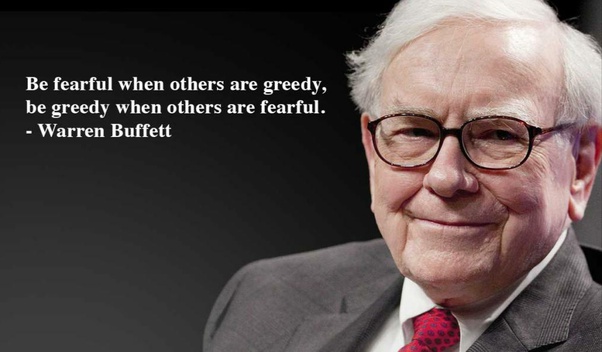 Be fearful when others are greedy,
be greedy when others are fearful.
- Warren Buffett